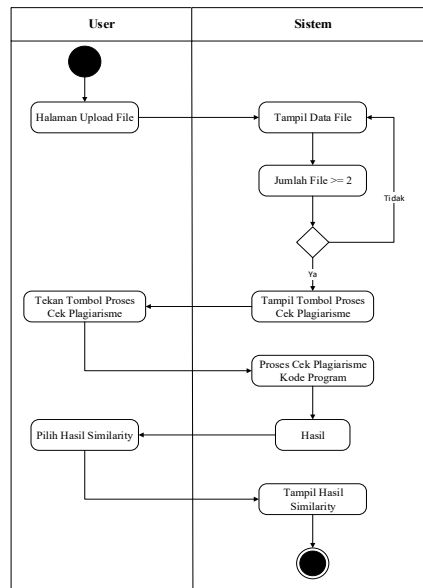 User
Sistem
Halaman Upload File
Tampil Data File
Jumlah File >= 2
Tidak
Ya
Tekan Tombol Proses
Cek Plagiarisme
Tampil Tombol Proses
Cek Plagiarisme
Proses Cek Plagiarisme
Kode Program
Pilih Hasil Similarity
Hasil
Tampil Hasil
Similarity